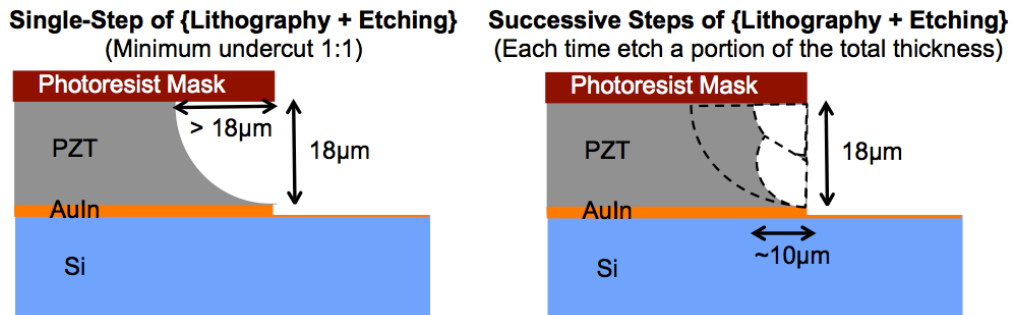 Single-Step of {Lithography + Etching}
(Minimum undercut 1:1)
Photoresist Mask
> 18μm
18μm
PZT
AuIn
Si
Successive Steps of {Lithography + Etching}
(Each time etch a portion of the total thickness)
Photoresist Mask
18μm
PZT
AuIn
~10μm
Si